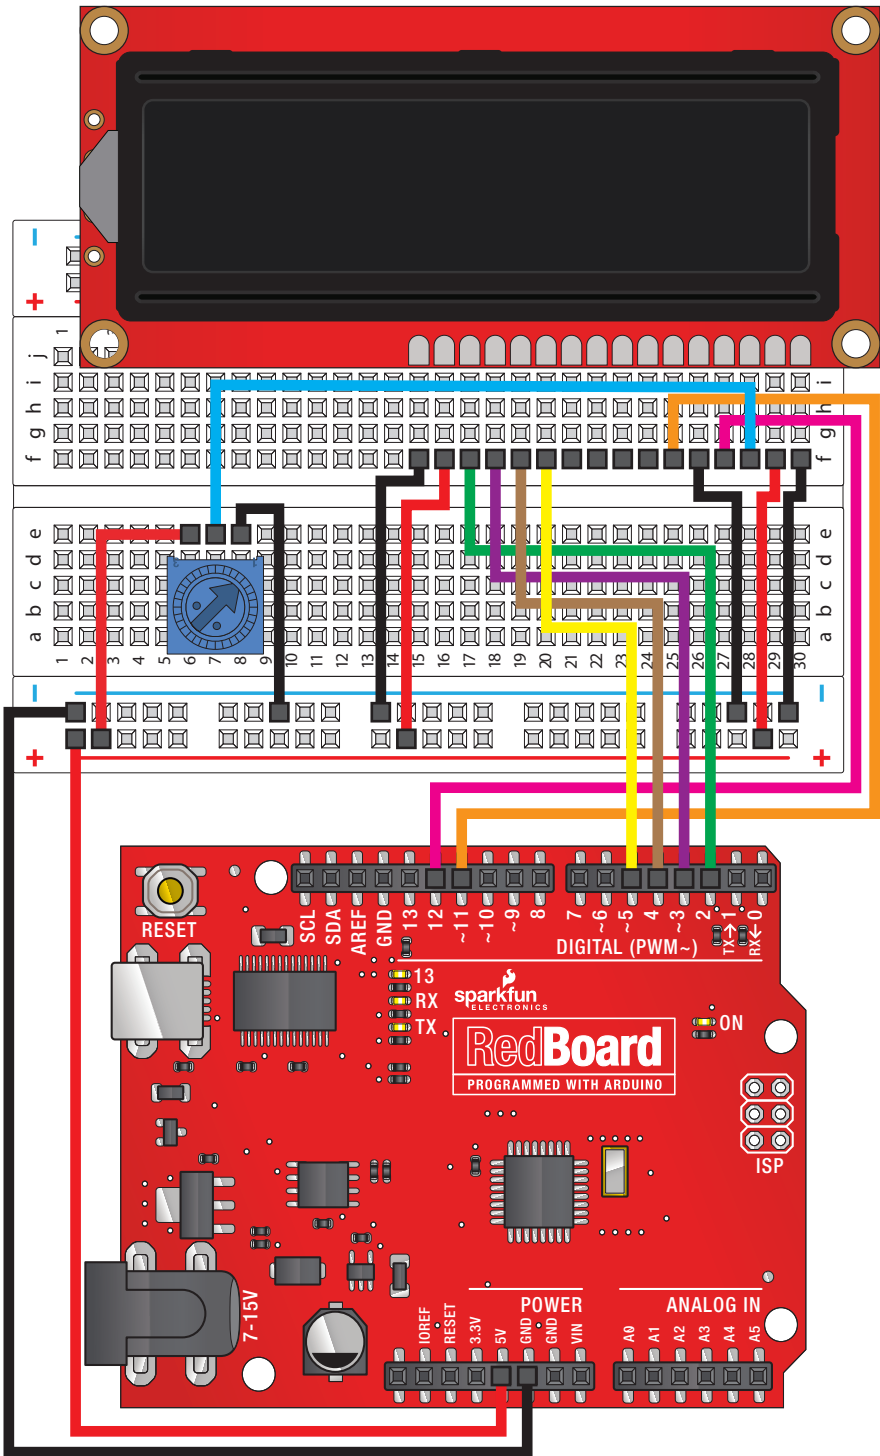 − −
+ +
1
j
i i
h h
g g
f f
e e
d d
c c
b b
a a
1 2 3 4 5 6 7 8 9 10 11 12 13 14 15 16 17 18 19 20 21 22 23 24 25 26 27 28 29 30
− −
+ +
RESET
SCL SDA AREF GND 13 12 ~11 ~10 ~9 8 7 ~6 ~5 4 ~3 2 TX→1 RX←0
DIGITAL (PWM~)
13
RX
TX
sparkfun
ELECTRONICS
ON
RedBoard
PROGRAMMED WITH ARDUINO
ISP
7-15V
POWER ANALOG IN
IOREF RESET 3.3V 5V GND GND VIN A0 A1 A2 A3 A4 A5